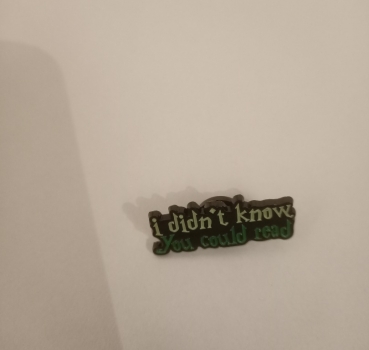 i didn't know
You could read